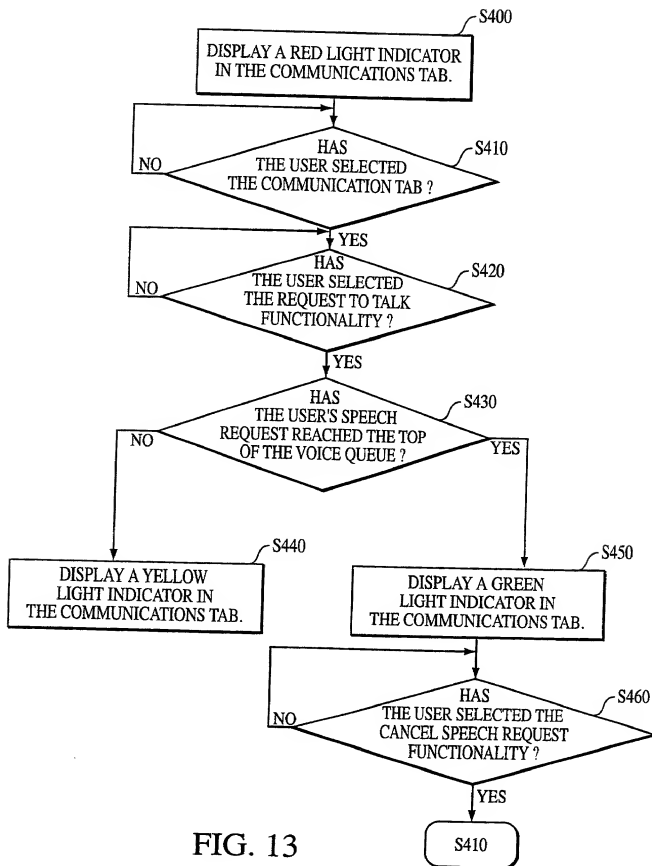 S400
DISPLAY A RED LIGHT INDICATOR
IN THE COMMUNICATIONS TAB.
S410
HAS
THE USER SELECTED
THE COMMUNICATION TAB ?
NO
YES
S420
HAS
THE USER SELECTED
THE REQUEST TO TALK
FUNCTIONALITY ?
NO
YES
S430
HAS
THE USER'S SPEECH
REQUEST REACHED THE TOP
OF THE VOICE QUEUE ?
NO
YES
S440
DISPLAY A YELLOW
LIGHT INDICATOR IN
THE COMMUNICATIONS TAB.
S450
DISPLAY A GREEN
LIGHT INDICATOR IN
THE COMMUNICATIONS TAB.
S460
HAS
THE USER SELECTED THE
CANCEL SPEECH REQUEST
FUNCTIONALITY ?
NO
YES
S410
FIG. 13